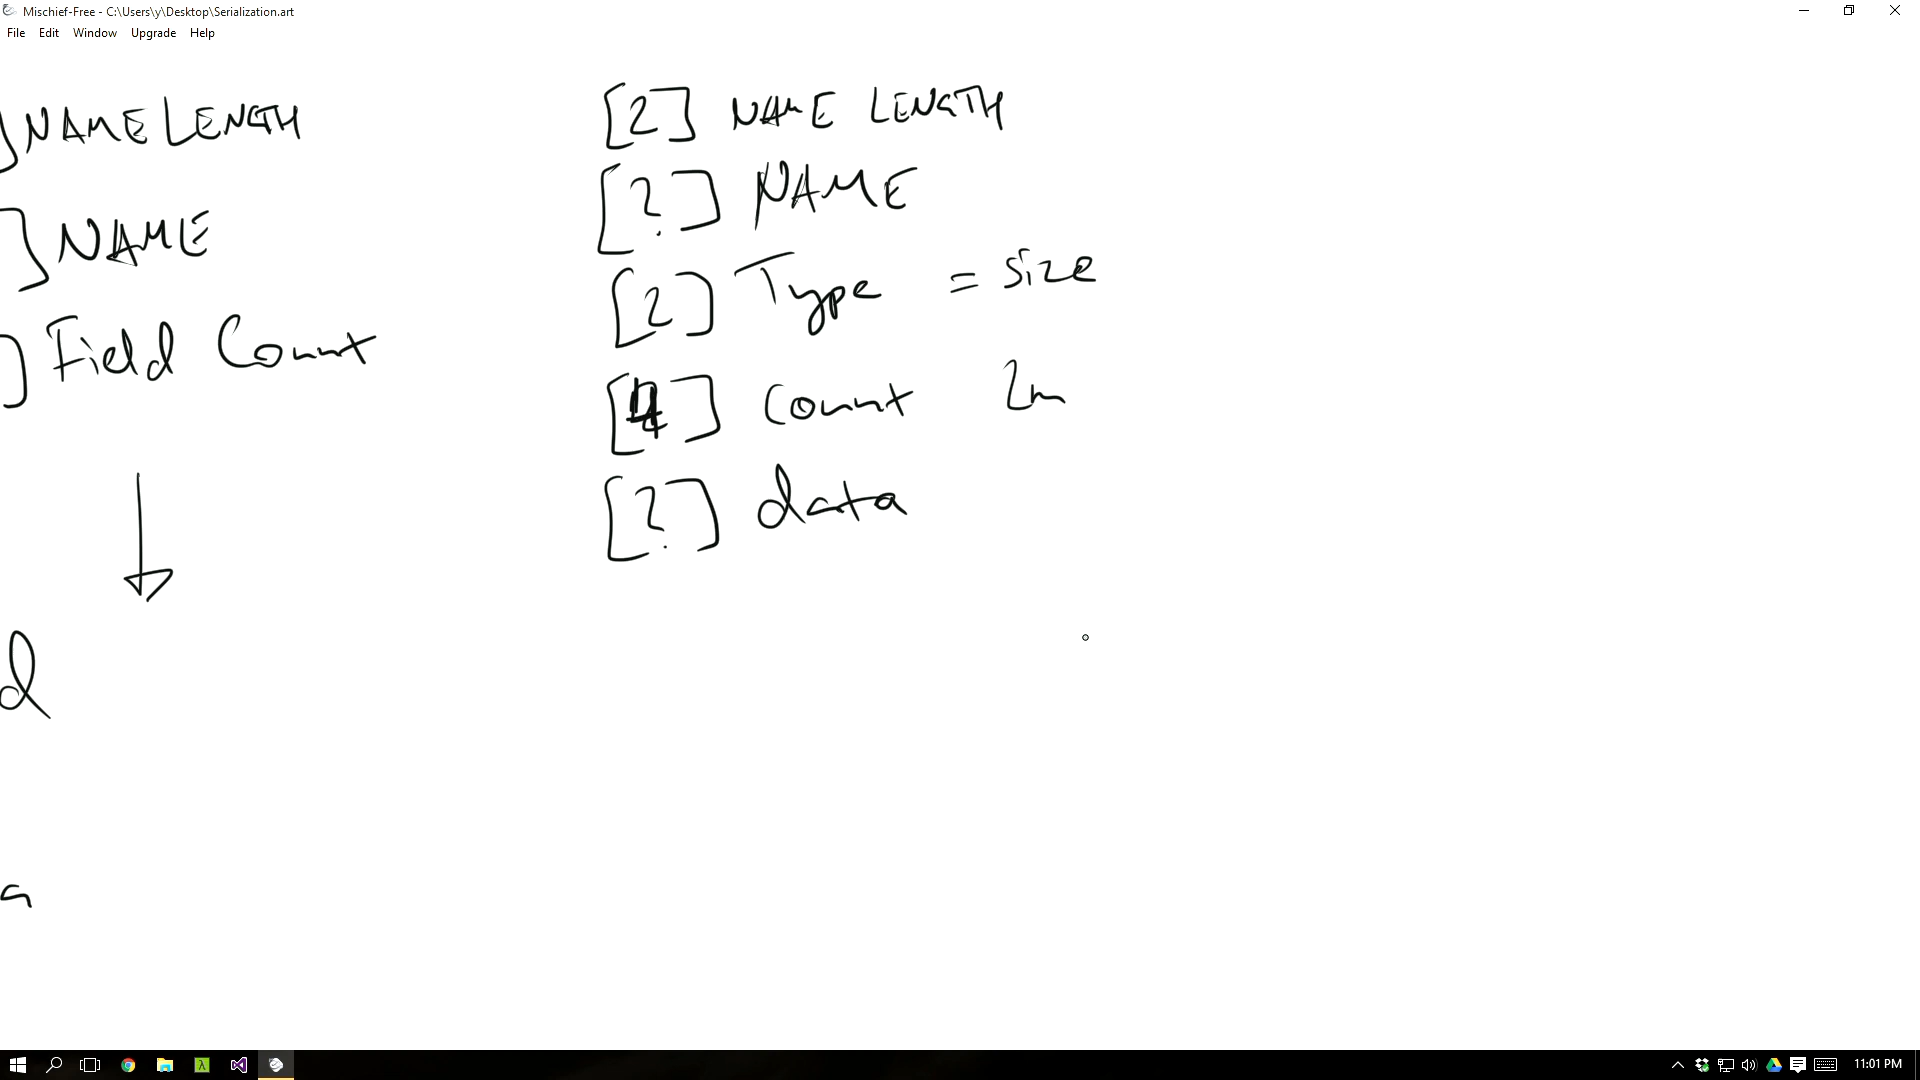 Mischief-Free - C:\Users\y\Desktop\Serialization.art
File Edit Window Upgrade Help
] NAME LENGTH
] NAME
] Field Count
d
a
[2] NAME LENGTH
[?] NAME
[2] Type = Size
[4] Count 2m
[?] data
11:01 PM